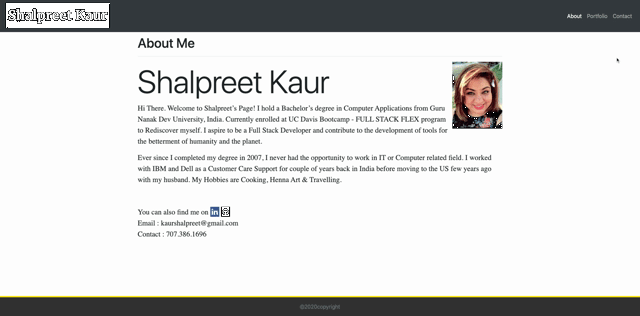 Shalpreet Kaur
About Portfolio Contact
About Me
Shalpreet Kaur
Hi There. Welcome to Shalpreet's Page! I hold a Bachelor's degree in Computer Applications from Guru
Nanak Dev University, India. Currently enrolled at UC Davis Bootcamp - FULL STACK FLEX program
to Rediscover myself. I aspire to be a Full Stack Developer and contribute to the development of tools for
the betterment of humanity and the planet.
Ever since I completed my degree in 2007, I never had the opportunity to work in IT or Computer related field. I worked
with IBM and Dell as a Customer Care Support for couple of years back in India before moving to the US few years ago
with my husband. My Hobbies are Cooking, Henna Art & Travelling.
You can also find me on in
Email : kaurshalpreet@gmail.com
Contact : 707.386.1696
©2020copyright